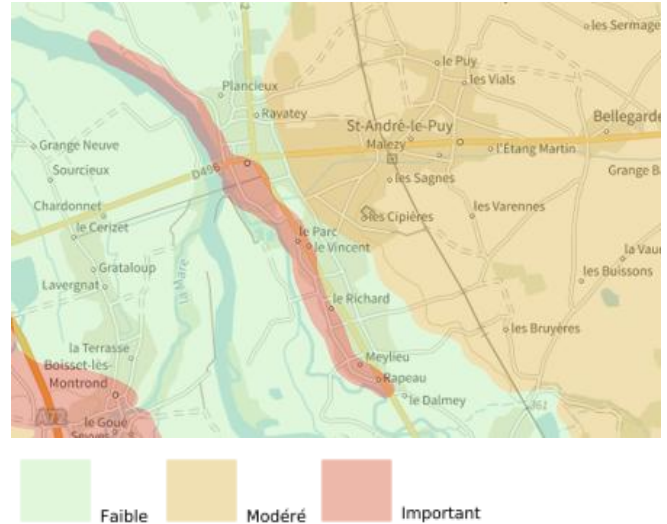 les Sermage
le Puy
Plancieux
les Vials
Ravatey
Bellegarde
St-André-le-Puy
Malezy
Grange Neuve
l'Étang Martin
D496
Grange B
Sourcieux
les Sagnes
Chardonnet
les Cipières
les Varennes
le Cerizet
le Parc
le Vincent
la Vau
Grataloup
les Buissons
La Mare
Lavergnat
le Richard
les Bruyères
la Terrasse
Boisset-lès-
Montrond
Meylieu
Rapeau
le Dalmey
J61
A72
le Goué
Faible
Modéré
Important